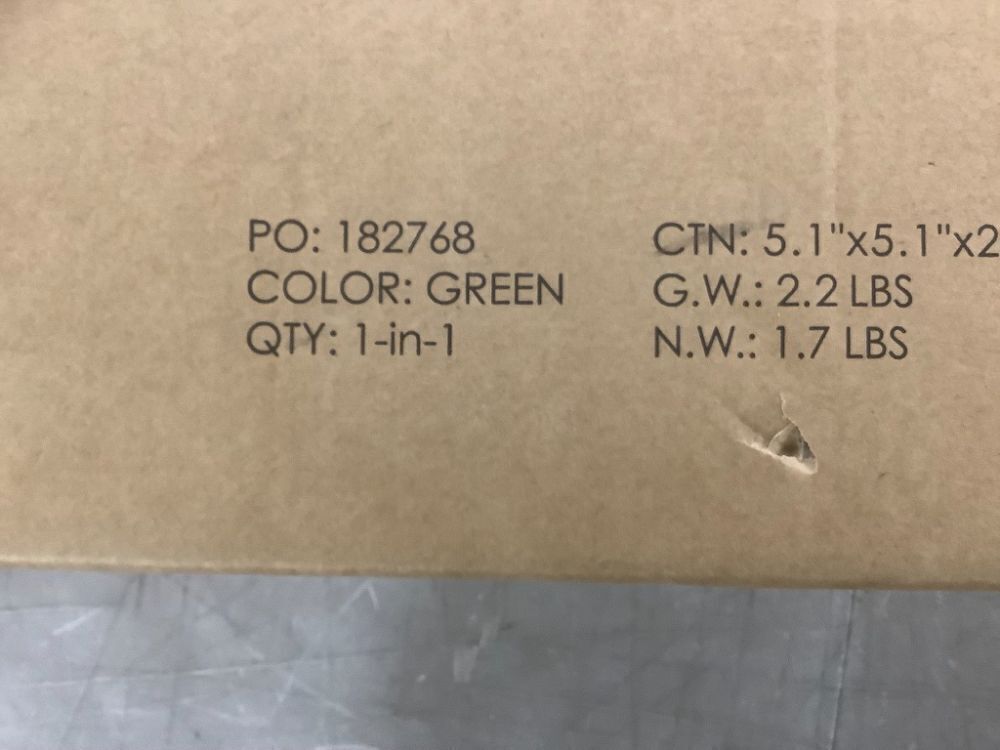 PO: 182768
COLOR: GREEN
QTY: 1-in-1
CTN: 5.1"x5.1"x2
G.W.: 2.2 LBS
N.W.: 1.7 LBS